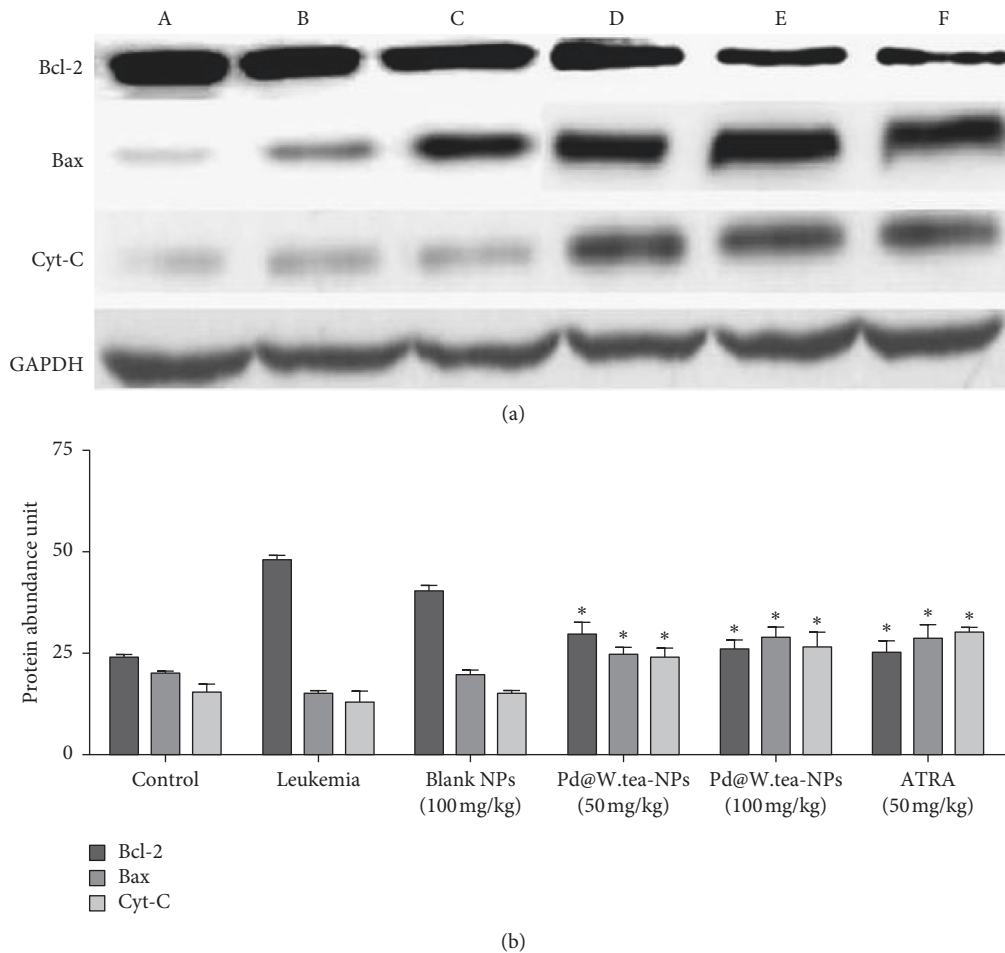 A B C D E F
Bcl-2
Bax
Cyt-C
GAPDH
(a)
75
50
25
0
Protein abundance unit
* * *
* * *
* * *
Control Leukemia Blank NPs Pd@W.tea-NPs Pd@W.tea-NPs ATRA
(100 mg/kg) (50 mg/kg) (100 mg/kg) (50 mg/kg)
Bcl-2
Bax
Cyt-C
(b)